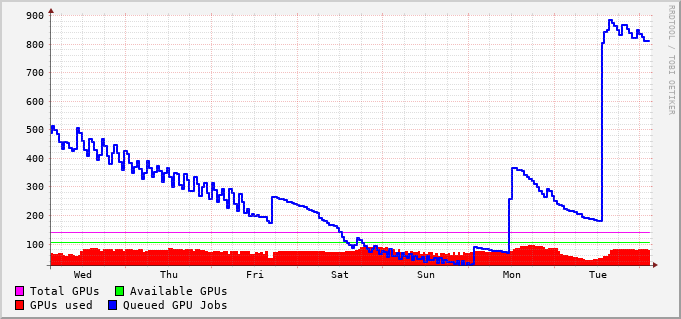 900
800
700
600
500
400
300
200
100
Wed Thu Fri Sat Sun Mon Tue
Total GPUs Available GPUs
GPUs used Queued GPU Jobs
RRDTOOL / TOBI OETIKER